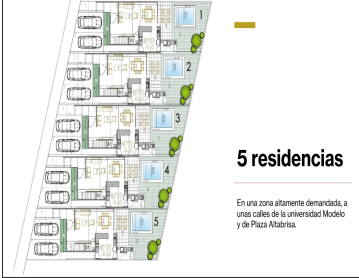 1
2
3
4
5
5 residencias
En una zona altamente demandada, a
unas calles de la universidad Modelo
y de Plaza Altabrisa.